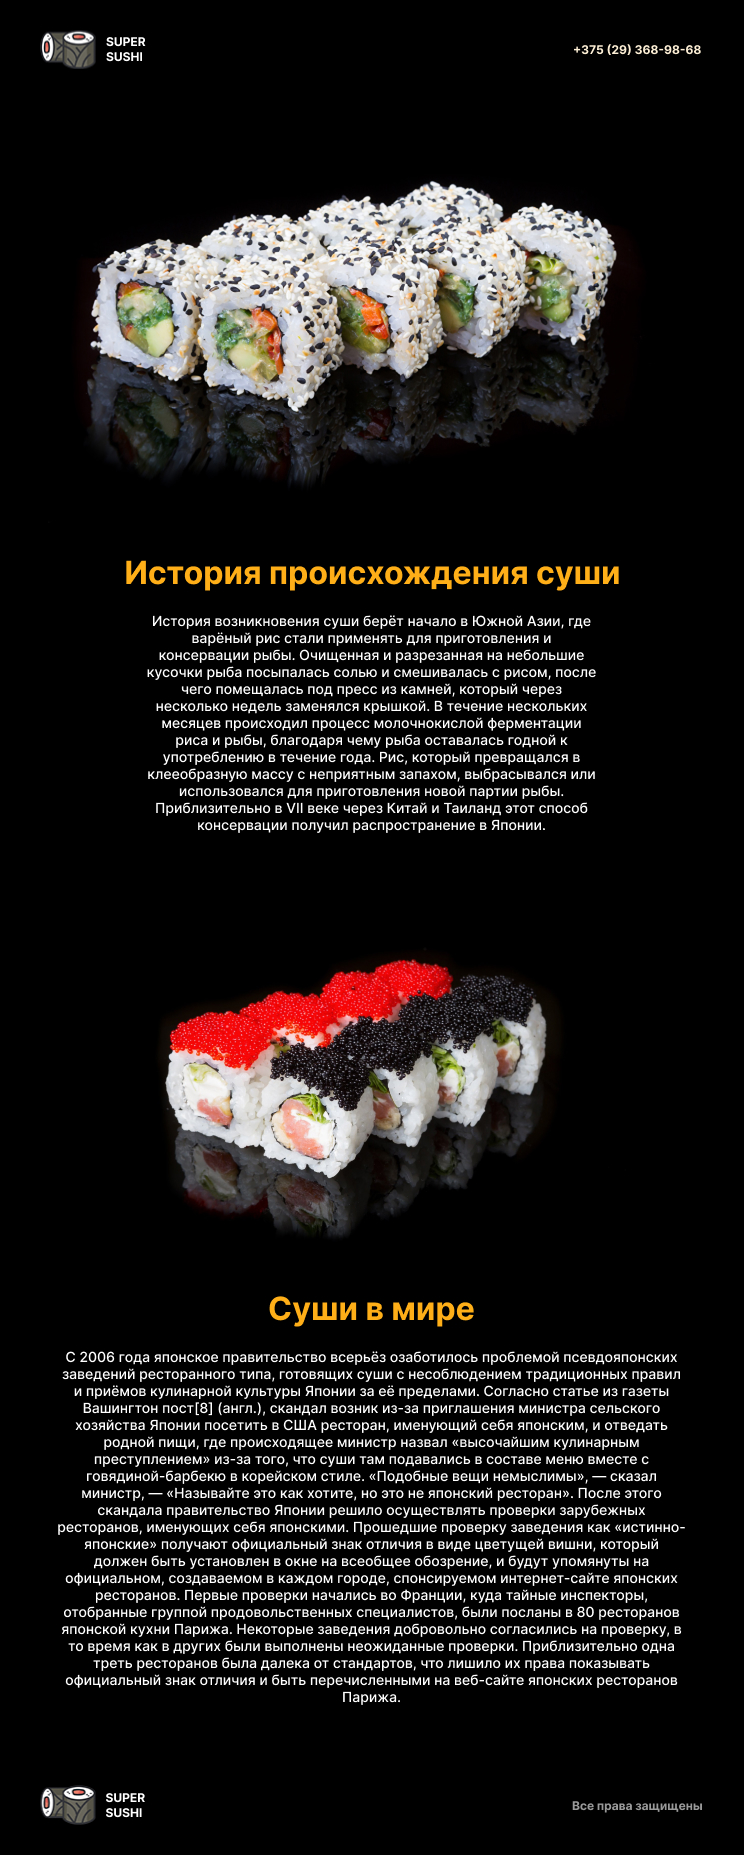 SUPER
SUSHI
+375 (29) 368-98-68
История происхождения суши
История возникновения суши берёт начало в Южной Азии, где
варёный рис стали применять для приготовления и
консервации рыбы. Очищенная и разрезанная на небольшие
кусочки рыба посыпалась солью и смешивалась с рисом, после
чего помещалась под пресс из камней, который через
несколько недель заменялся крышкой. В течение нескольких
месяцев происходил процесс молочнокислой ферментации
риса и рыбы, благодаря чему рыба оставалась годной к
употреблению в течение года. Рис, который превращался в
клееобразную массу с неприятным запахом, выбрасывался или
использовался для приготовления новой партии рыбы.
Приблизительно в VII веке через Китай и Таиланд этот способ
консервации получил распространение в Японии.
Суши в мире
С 2006 года японское правительство всерьёз озаботилось проблемой псевдояпонских
заведений ресторанного типа, готовящих суши с несоблюдением традиционных правил
и приёмов кулинарной культуры Японии за её пределами. Согласно статье из газеты
Вашингтон пост[8] (англ.), скандал возник из-за приглашения министра сельского
хозяйства Японии посетить в США ресторан, именующий себя японским, и отведать
родной пищи, где происходящее министр назвал «высочайшим кулинарным
преступлением» из-за того, что суши там подавались в составе меню вместе с
говядиной-барбекю в корейском стиле. «Подобные вещи немыслимы», — сказал
министр, — «Называйте это как хотите, но это не японский ресторан». После этого
скандала правительство Японии решило осуществлять проверки зарубежных
ресторанов, именующих себя японскими. Прошедшие проверку заведения как «истинно-
японские» получают официальный знак отличия в виде цветущей вишни, который
должен быть установлен в окне на всеобщее обозрение, и будут упомянуты на
официальном, создаваемом в каждом городе, спонсируемом интернет-сайте японских
ресторанов. Первые проверки начались во Франции, куда тайные инспекторы,
отобранные группой продовольственных специалистов, были посланы в 80 ресторанов
японской кухни Парижа. Некоторые заведения добровольно согласились на проверку, в
то время как в других были выполнены неожиданные проверки. Приблизительно одна
треть ресторанов была далека от стандартов, что лишило их права показывать
официальный знак отличия и быть перечисленными на веб-сайте японских ресторанов
Парижа.
SUPER
SUSHI
Все права защищены